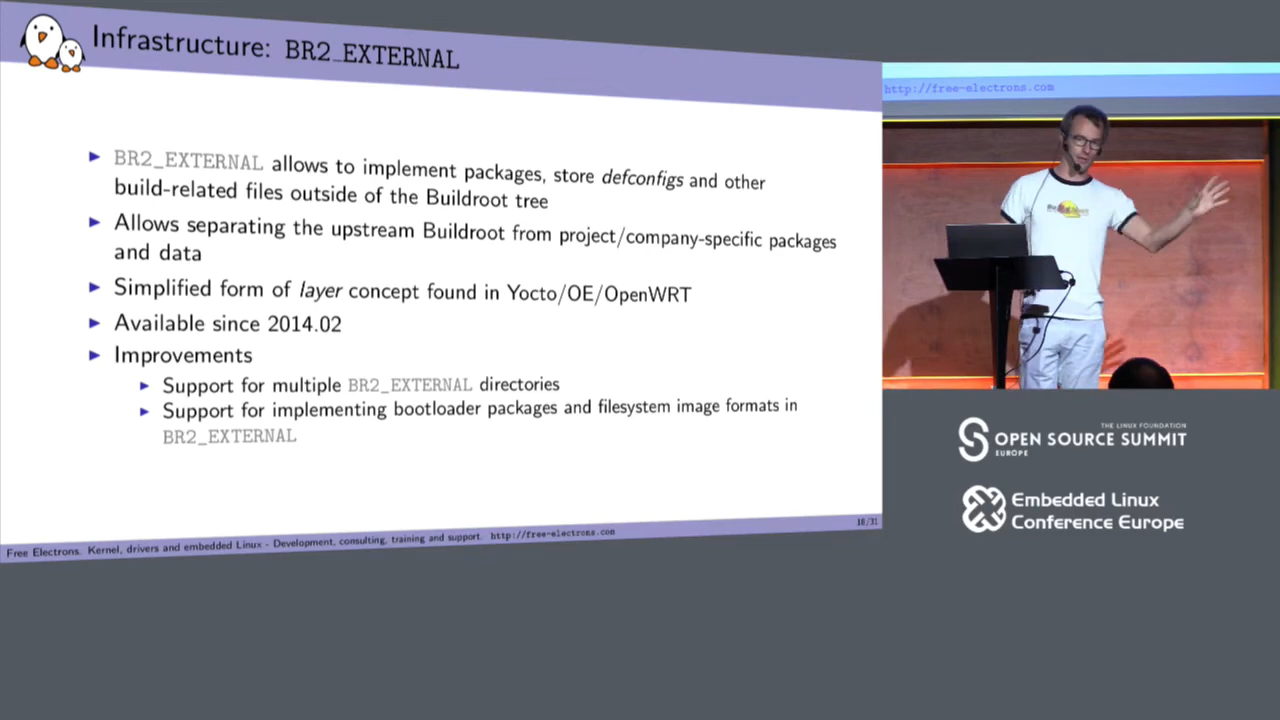 Infrastructure: BR2_EXTERNAL
BR2_EXTERNAL allows to implement packages, store defconfigs and other
build-related files outside of the Buildroot tree
Allows separating the upstream Buildroot from project/company-specific packages
and data
Simplified form of layer concept found in Yocto/OE/OpenWRT
Available since 2014.02
Improvements
Support for multiple BR2_EXTERNAL directories
Support for implementing bootloader packages and filesystem image formats in
BR2_EXTERNAL
18/31
Free Electrons. Kernel, drivers and embedded Linux - Development, consulting, training and support. http://free-electrons.com
http://free-electrons.com
THE LINUX FOUNDATION
OPEN SOURCE SUMMIT
EUROPE
Embedded Linux
Conference Europe